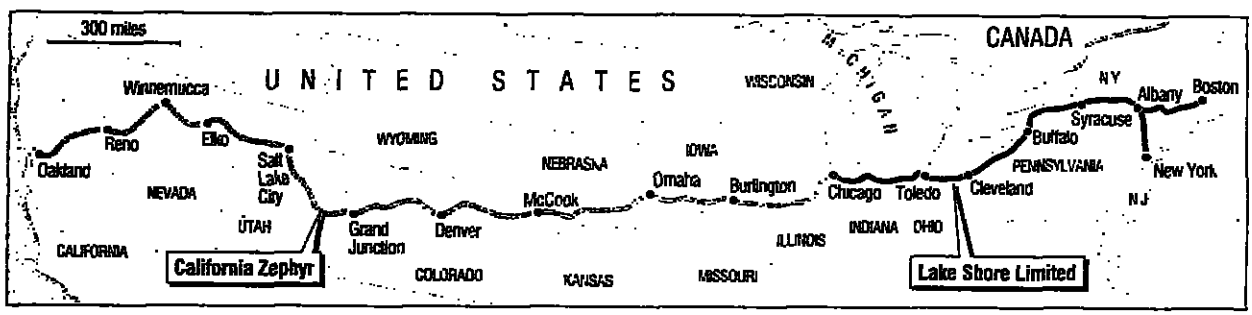 300 miles
CANADA
UNITED STATES
WISCONSIN
MICHIGAN
NY
Winnemucca
Albany
Boston
Syracuse
Reno
Elko
WYOMING
Buffalo
Oakland
Salt
Lake
City
NEBRASKA
IOWA
PENNSYLVANIA
New York
NEVADA
Omaha
Burlington
Chicago
Toledo
Cleveland
McCook
NJ
UTAH
Grand
Junction
Denver
INDIANA
OHIO
ILLINOIS
CALIFORNIA
California Zephyr
COLORADO
KANSAS
MISSOURI
Lake Shore Limited